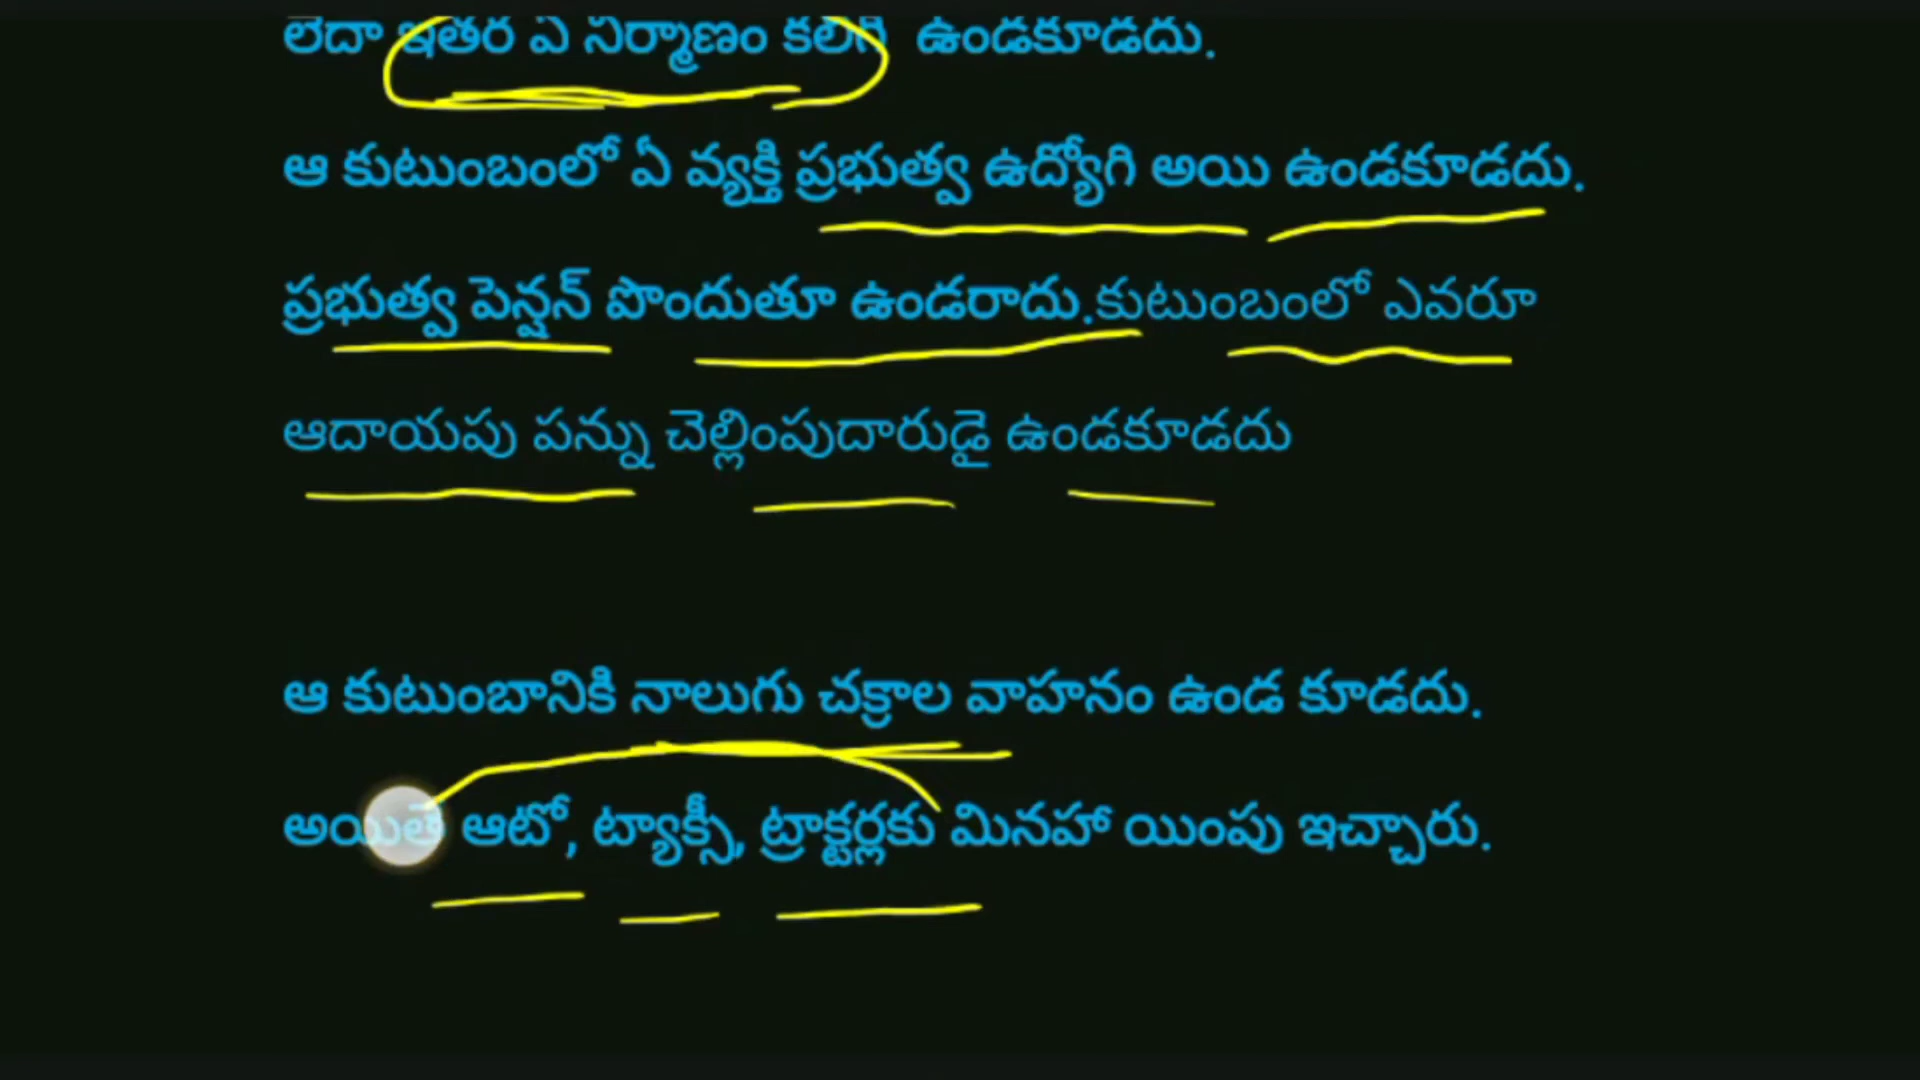 లేదా ఇతర ఏ నిర్మాణం కలిగి ఉండకూడదు.
ఆ కుటుంబంలో ఏ వ్యక్తి ప్రభుత్వ ఉద్యోగి అయి ఉండకూడదు.
ప్రభుత్వ పెన్షన్ పొందుతూ ఉండరాదు.కుటుంబంలో ఎవరూ
ఆదాయపు పన్ను చెల్లింపుదారుడై ఉండకూడదు
ఆ కుటుంబానికి నాలుగు చక్రాల వాహనం ఉండ కూడదు.
అయితే ఆటో, ట్యాక్సీ, ట్రాక్టర్లకు మినహా యింపు ఇచ్చారు.